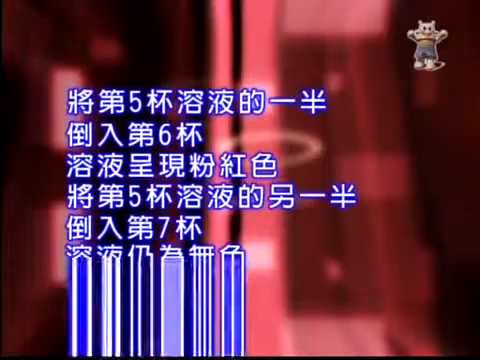 將第5杯溶液的一半
倒入第6杯
溶液呈現粉紅色
將第5杯溶液的另一半
倒入第7杯
溶液仍為無色